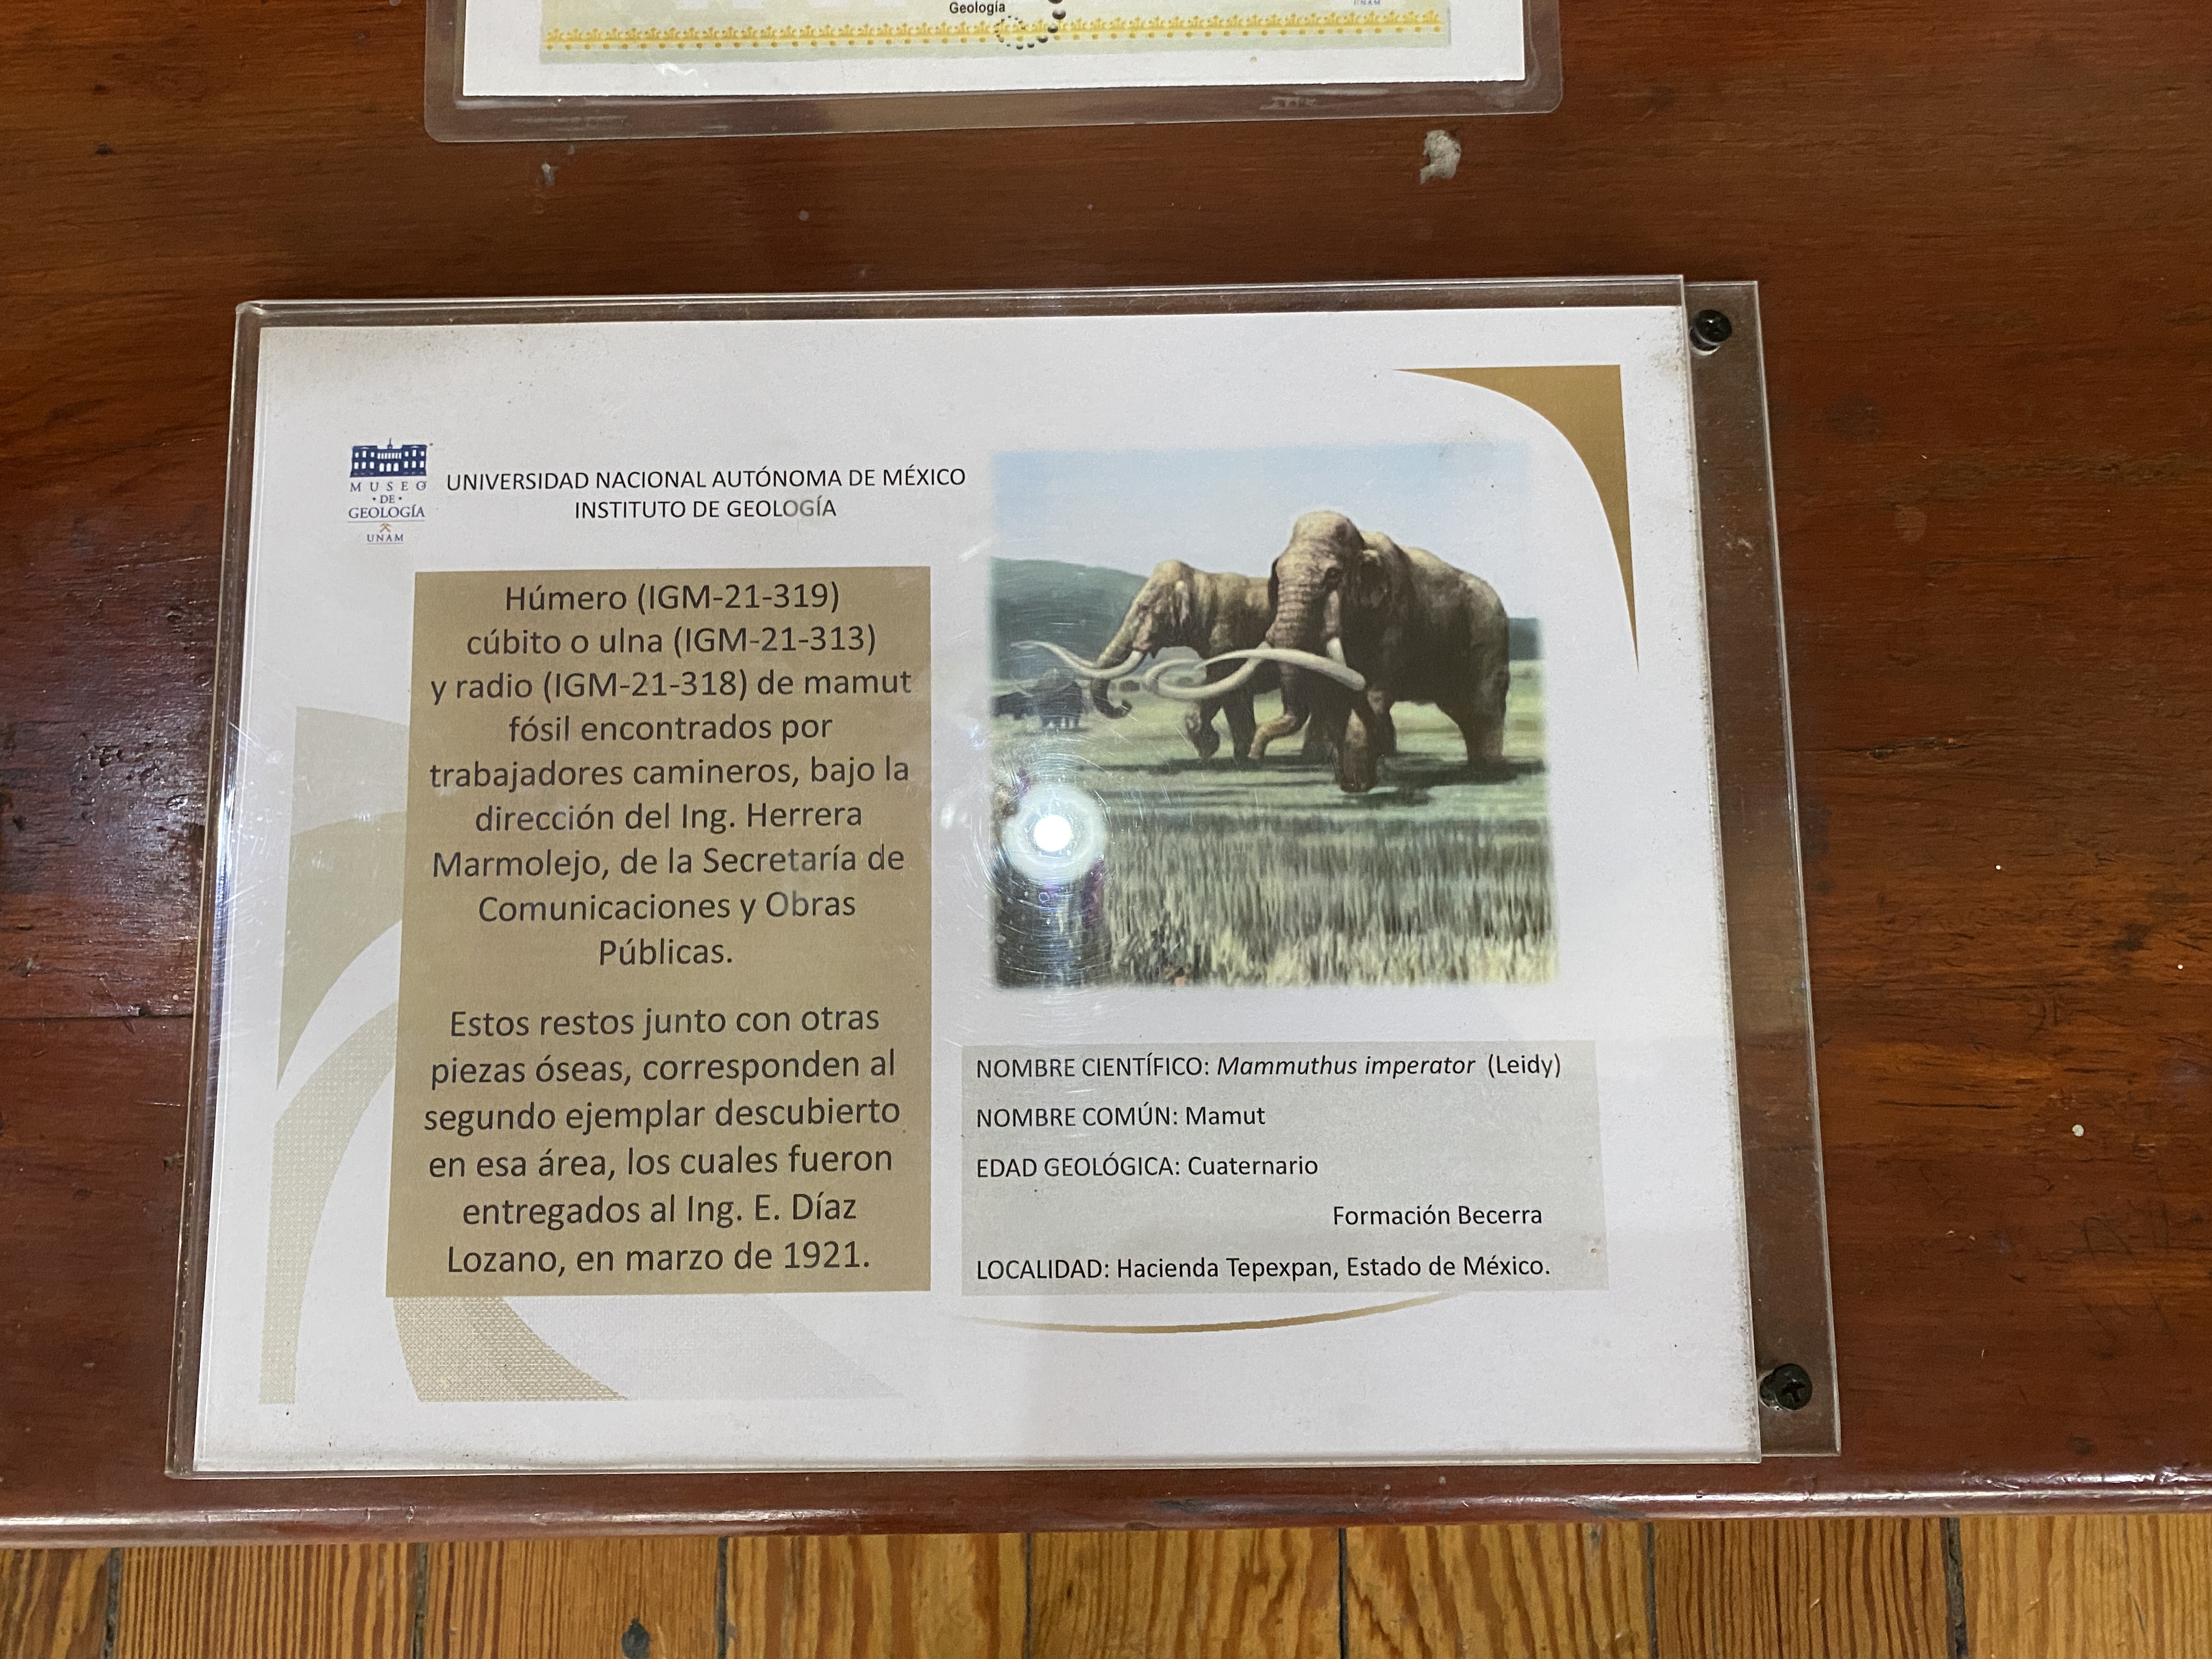 MUSEO
• DE •
GEOLOGÍA
UNAM
UNIVERSIDAD NACIONAL AUTÓNOMA DE MÉXICO
INSTITUTO DE GEOLOGÍA
Húmero (IGM-21-319)
cúbito o ulna (IGM-21-313)
y radio (IGM-21-318) de mamut
fósil encontrados por
trabajadores camineros, bajo la
dirección del Ing. Herrera
Marmolejo, de la Secretaría de
Comunicaciones y Obras
Públicas.
Estos restos junto con otras
piezas óseas, corresponden al
segundo ejemplar descubierto
en esa área, los cuales fueron
entregados al Ing. E. Díaz
Lozano, en marzo de 1921.
NOMBRE CIENTÍFICO: Mammuthus imperator (Leidy)
NOMBRE COMÚN: Mamut
EDAD GEOLÓGICA: Cuaternario
Formación Becerra
LOCALIDAD: Hacienda Tepexpan, Estado de México.
Geología
UNAM